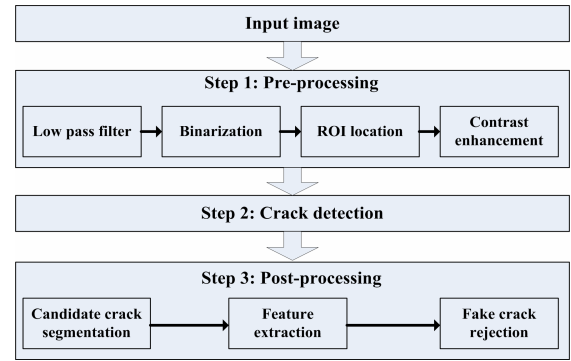 Input image
Step 1: Pre-processing
Low pass filter
Binarization
ROI location
Contrast
enhancement
Step 2: Crack detection
Step 3: Post-processing
Candidate crack
segmentation
Feature
extraction
Fake crack
rejection